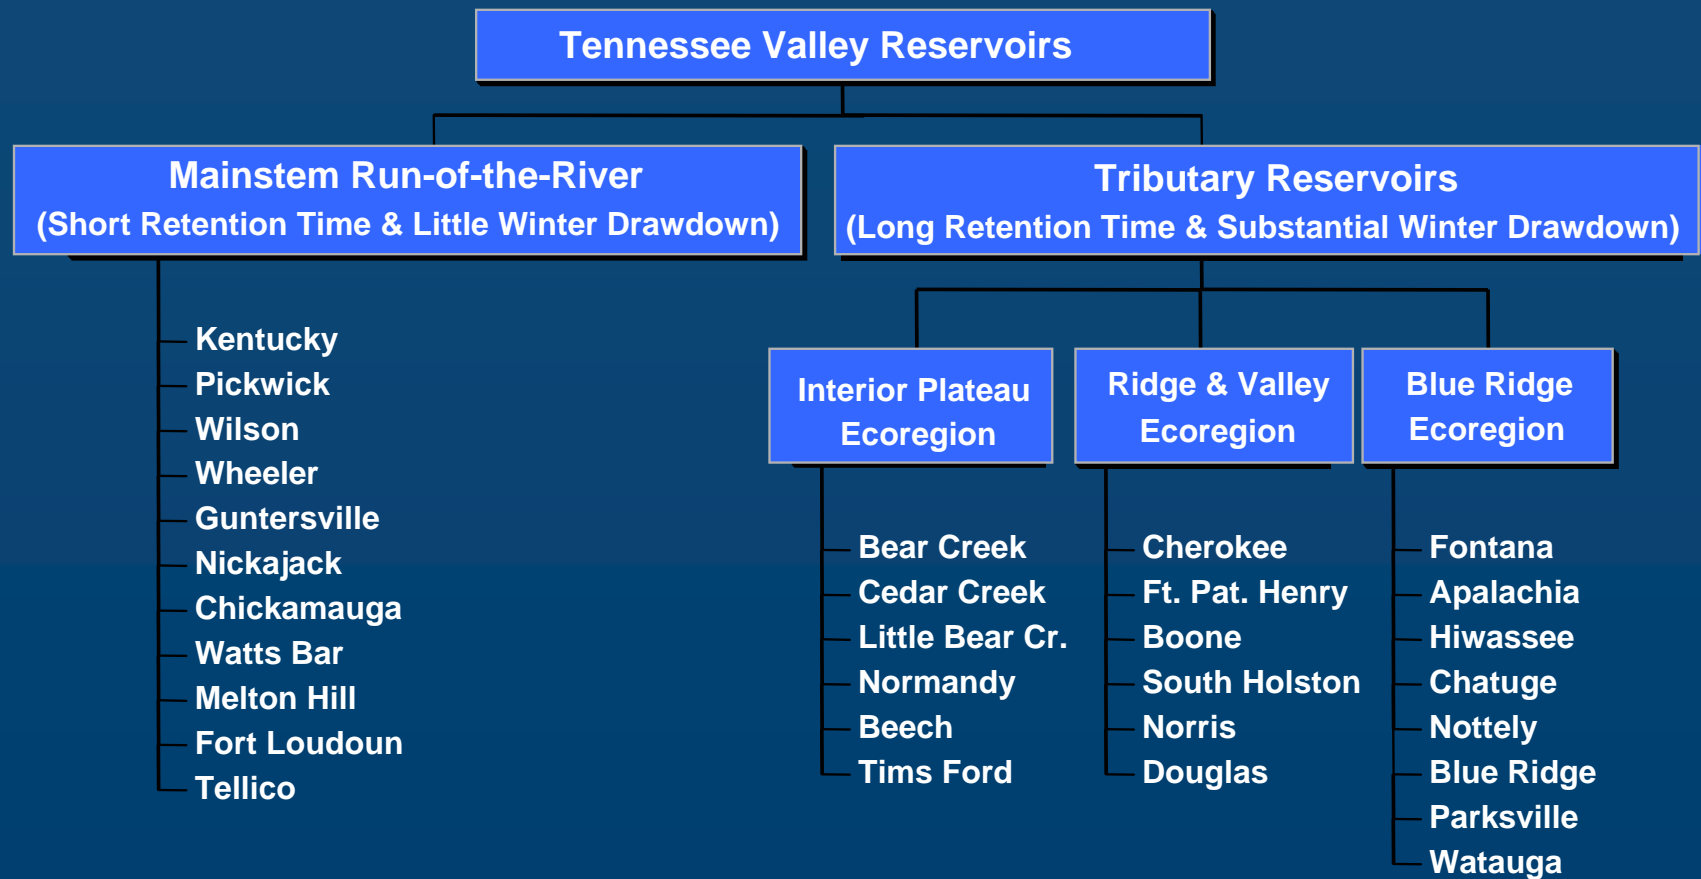 Tennessee Valley Reservoirs
Mainstem Run-of-the-River
(Short Retention Time & Little Winter Drawdown)
Kentucky
Pickwick
Wilson
Wheeler
Guntersville
Nickajack
Chickamauga
Watts Bar
Melton Hill
Fort Loudoun
Tellico
Tributary Reservoirs
(Long Retention Time & Substantial Winter Drawdown)
Interior Plateau
Ecoregion
Bear Creek
Cedar Creek
Little Bear Cr.
Normandy
Beech
Tims Ford
Ridge & Valley
Ecoregion
Cherokee
Ft. Pat. Henry
Boone
South Holston
Norris
Douglas
Blue Ridge
Ecoregion
Fontana
Apalachia
Hiwassee
Chatuge
Nottely
Blue Ridge
Parksville
Watauga